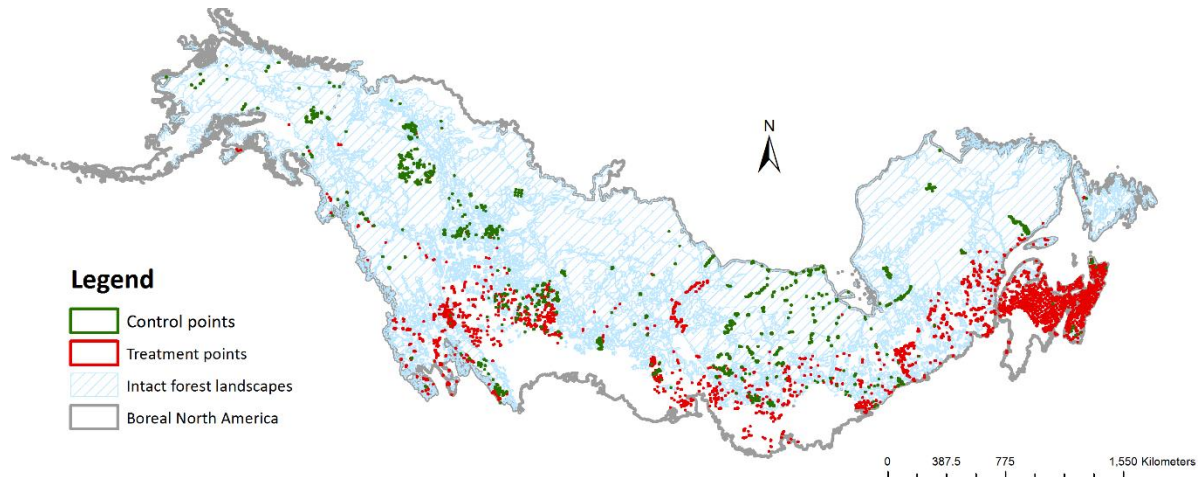 N
Legend
Control points
Treatment points
Intact forest landscapes
Boreal North America
0 387.5 775 1,550 Kilometers